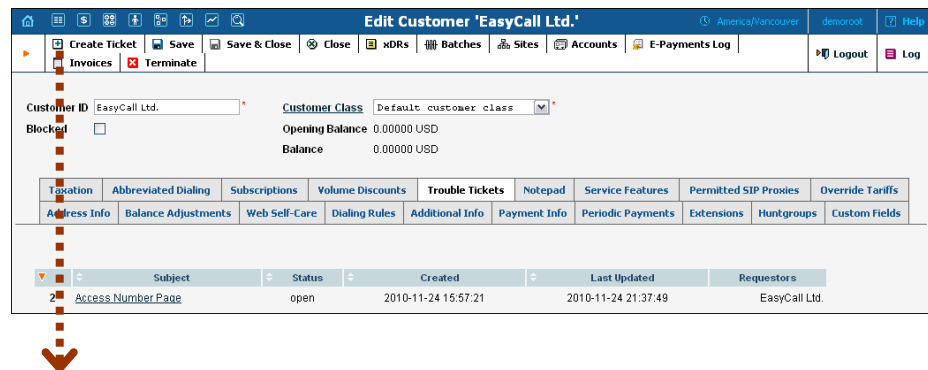 Edit Customer 'EasyCall Ltd.' America/Vancouver demoroot ? Help
Create Ticket Save Save & Close Close xDRs Batches Sites Accounts E-Payments Log Logout Log
Invoices Terminate
Customer ID EasyCall Ltd. * Customer Class Default customer class *
Blocked Opening Balance 0.00000 USD
Balance 0.00000 USD
Taxation Abbreviated Dialing Subscriptions Volume Discounts Trouble Tickets Notepad Service Features Permitted SIP Proxies Override Tariffs
Address Info Balance Adjustments Web Self-Care Dialing Rules Additional Info Payment Info Periodic Payments Extensions Huntgroups Custom Fields
Subject Status Created Last Updated Requestors
2 Access Number Page open 2010-11-24 15:57:21 2010-11-24 21:37:49 EasyCall Ltd.